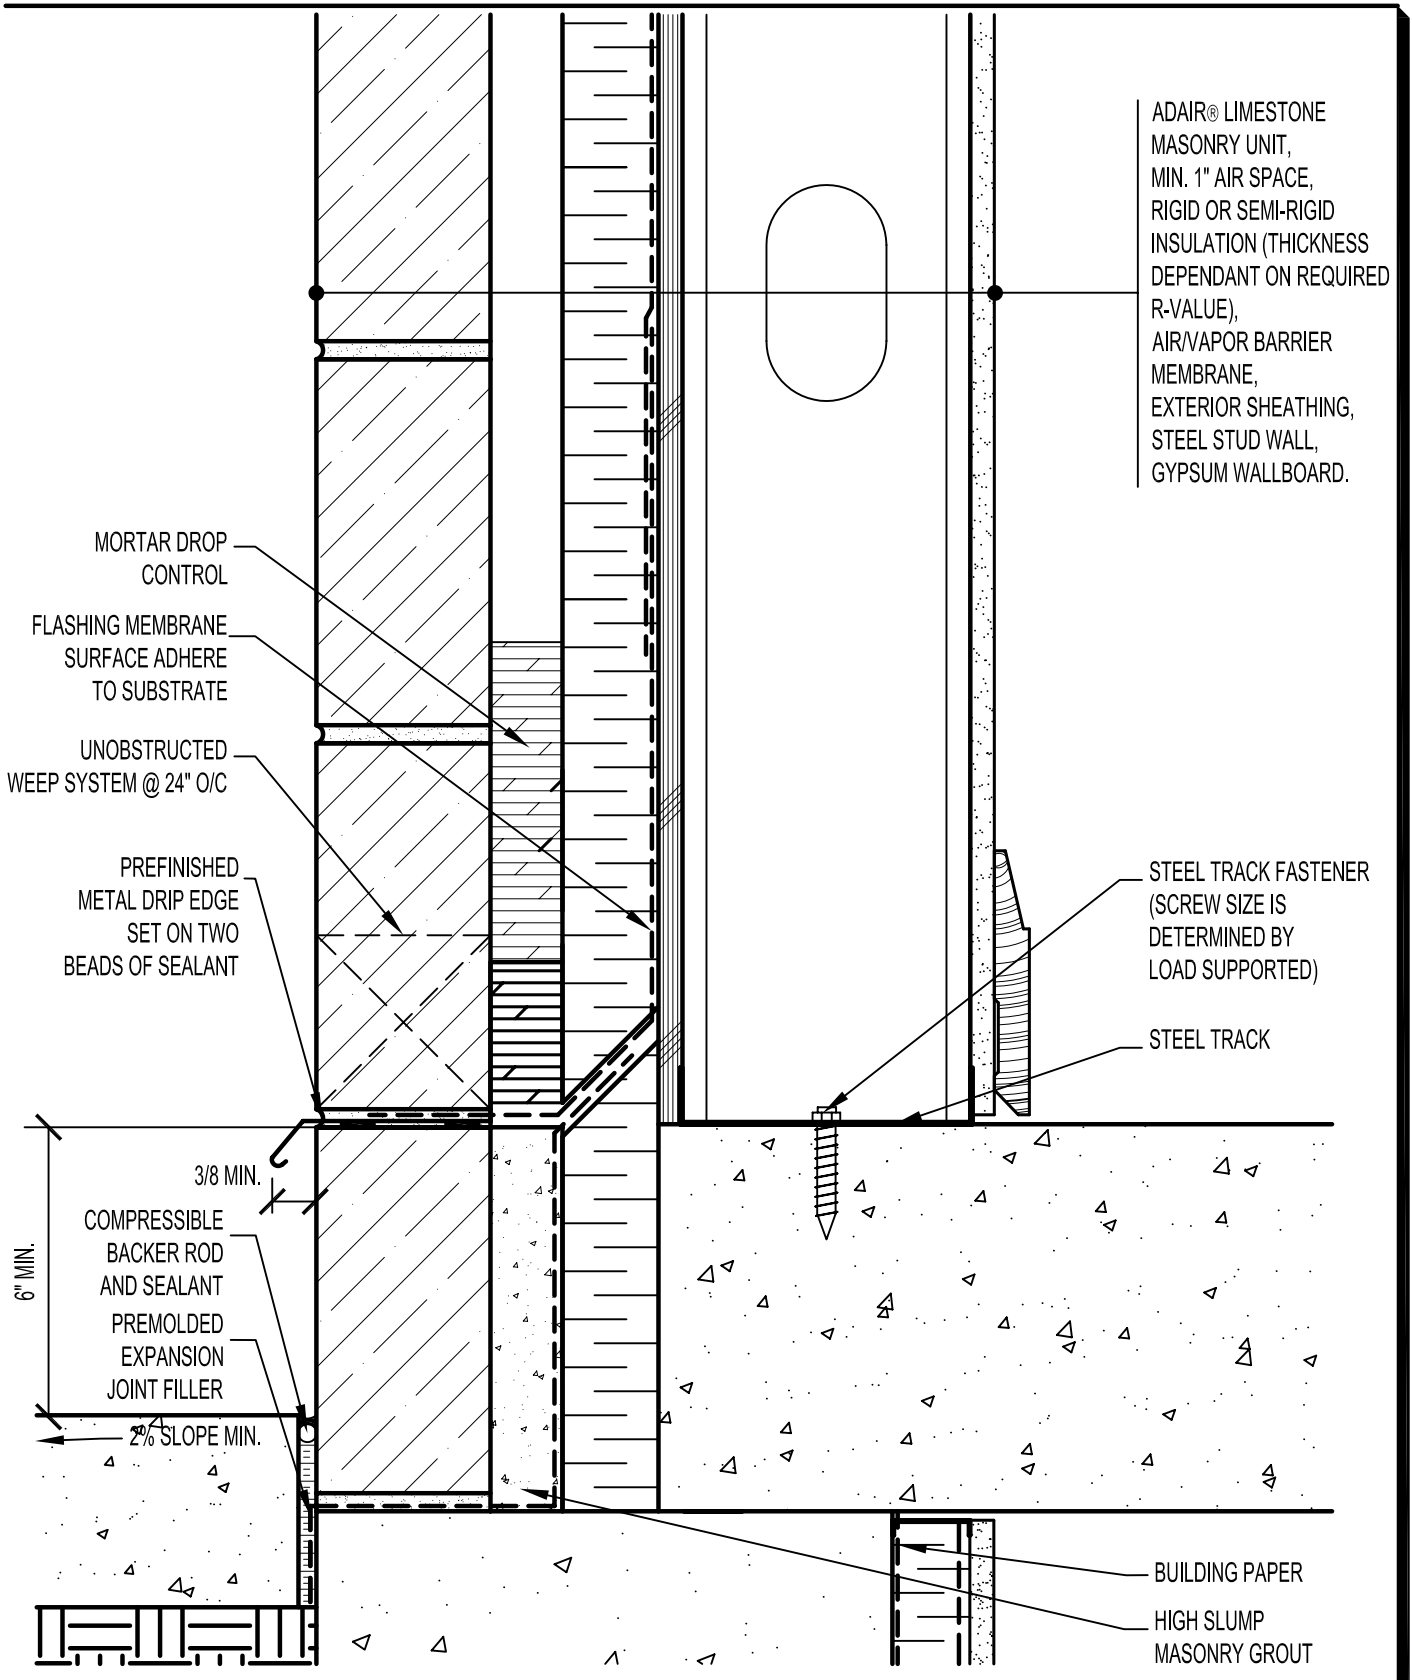 ADAIR® LIMESTONE
MASONRY UNIT,
MIN. 1" AIR SPACE,
RIGID OR SEMI-RIGID
INSULATION (THICKNESS
DEPENDANT ON REQUIRED
R-VALUE),
AIR/VAPOR BARRIER
MEMBRANE,
EXTERIOR SHEATHING,
STEEL STUD WALL,
GYPSUM WALLBOARD.
MORTAR DROP
CONTROL
FLASHING MEMBRANE
SURFACE ADHERE
TO SUBSTRATE
UNOBSTRUCTED
WEEP SYSTEM @ 24" O/C
PREFINISHED
METAL DRIP EDGE
SET ON TWO
BEADS OF SEALANT
STEEL TRACK FASTENER
(SCREW SIZE IS
DETERMINED BY
LOAD SUPPORTED)
STEEL TRACK
3/8 MIN.
6" MIN.
COMPRESSIBLE
BACKER ROD
AND SEALANT
PREMOLDED
EXPANSION
JOINT FILLER
2% SLOPE MIN.
BUILDING PAPER
HIGH SLUMP
MASONRY GROUT